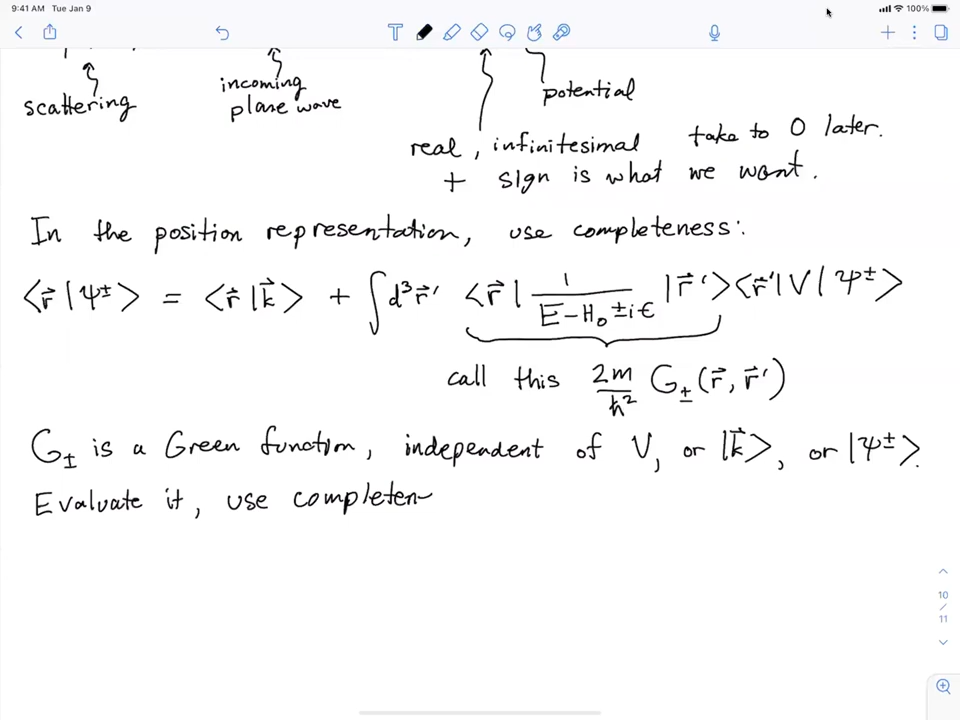 9:41 AM Tue Jan 9
100%
scattering
incoming
plane wave
potential
real, infinitesimal take to 0 later.
+ sign is what we want.
In the position representation, use completeness:
⟨r⃗|Ψ±⟩ = ⟨r⃗|k⃗⟩ + ∫d³r⃗′ ⟨r⃗| 1/(E−H₀±iϵ) |r⃗′⟩⟨r⃗′|V|Ψ±⟩
call this 2m/ħ² G±(r⃗, r⃗′)
G± is a Green function, independent of V, or |k⃗⟩, or |Ψ±⟩.
Evaluate it, use completen
10
/
11